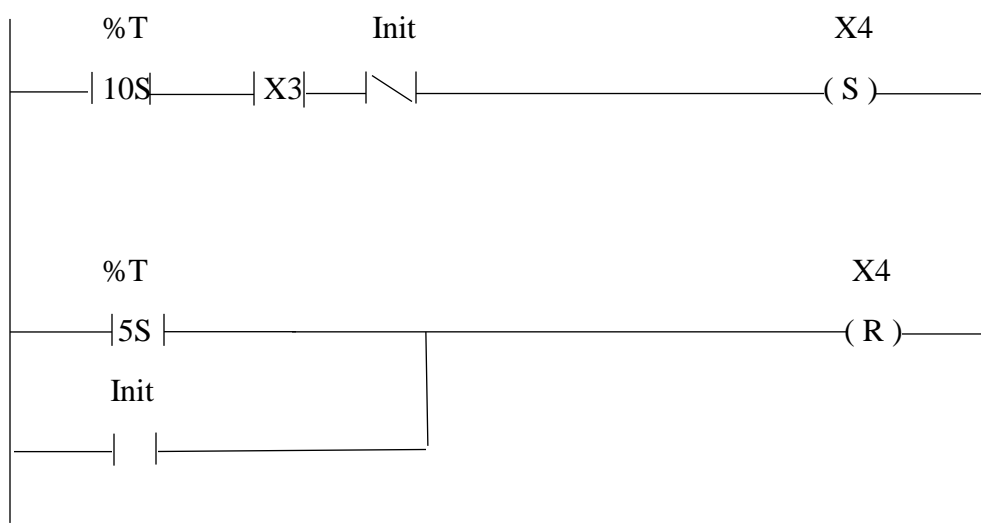 %T Init X4
10S X3 ( S )
%T X4
5S ( R )
Init